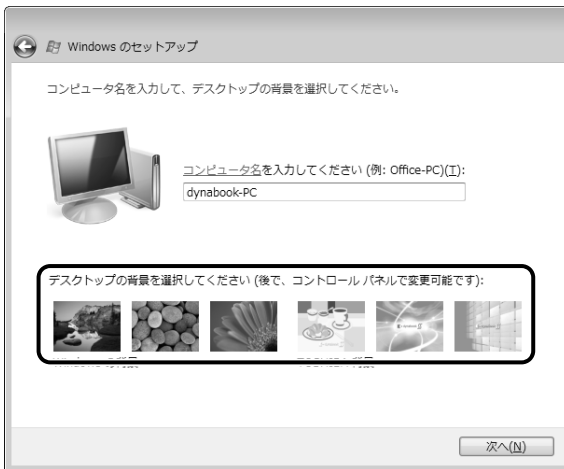 Windows のセットアップ
コンピュータ名を入力して、デスクトップの背景を選択してください。
コンピュータ名を入力してください (例: Office-PC)(T):
dynabook-PC
デスクトップの背景を選択してください (後で、コントロール パネルで変更可能です):
次へ(N)